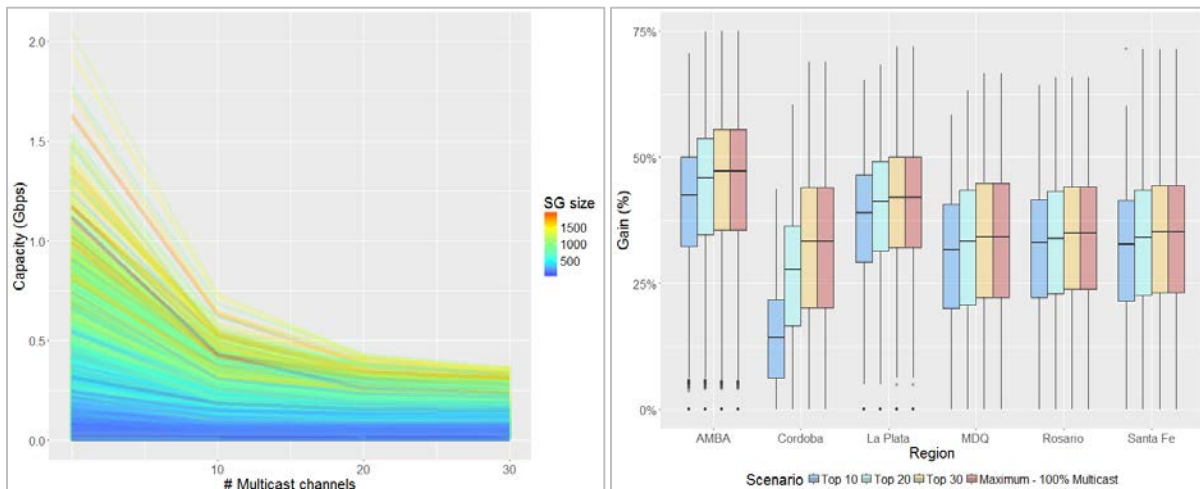 2.0
1.5
1.0
0.5
0.0
Capacity (Gbps)
10
20
30
# Multicast channels
SG size
1500
1000
500
75%
50%
25%
0%
Gain (%)
AMBA Cordoba La Plata MDQ Rosario Santa Fe
Region
Scenario Top 10 Top 20 Top 30 Maximum - 100% Multicast